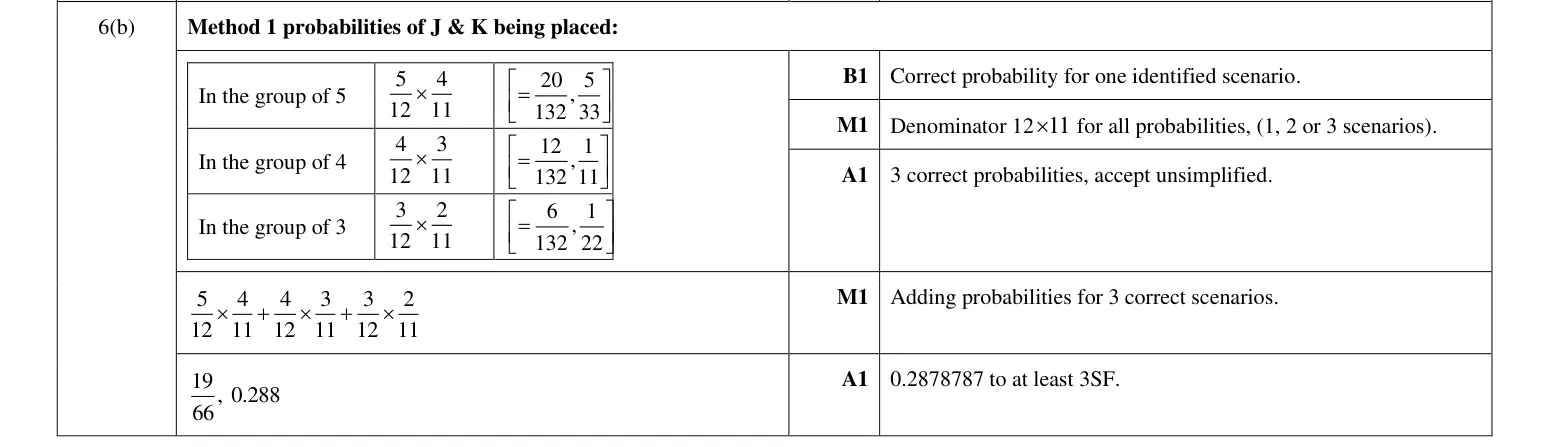 6(b) Method 1 probabilities of J & K being placed:
In the group of 5 5/12 × 4/11 [= 20/132, 5/33]
B1 Correct probability for one identified scenario.
M1 Denominator 12×11 for all probabilities, (1, 2 or 3 scenarios).
In the group of 4 4/12 × 3/11 [= 12/132, 1/11]
A1 3 correct probabilities, accept unsimplified.
In the group of 3 3/12 × 2/11 [= 6/132, 1/22]
5/12 × 4/11 + 4/12 × 3/11 + 3/12 × 2/11 M1 Adding probabilities for 3 correct scenarios.
19/66, 0.288 A1 0.2878787 to at least 3SF.